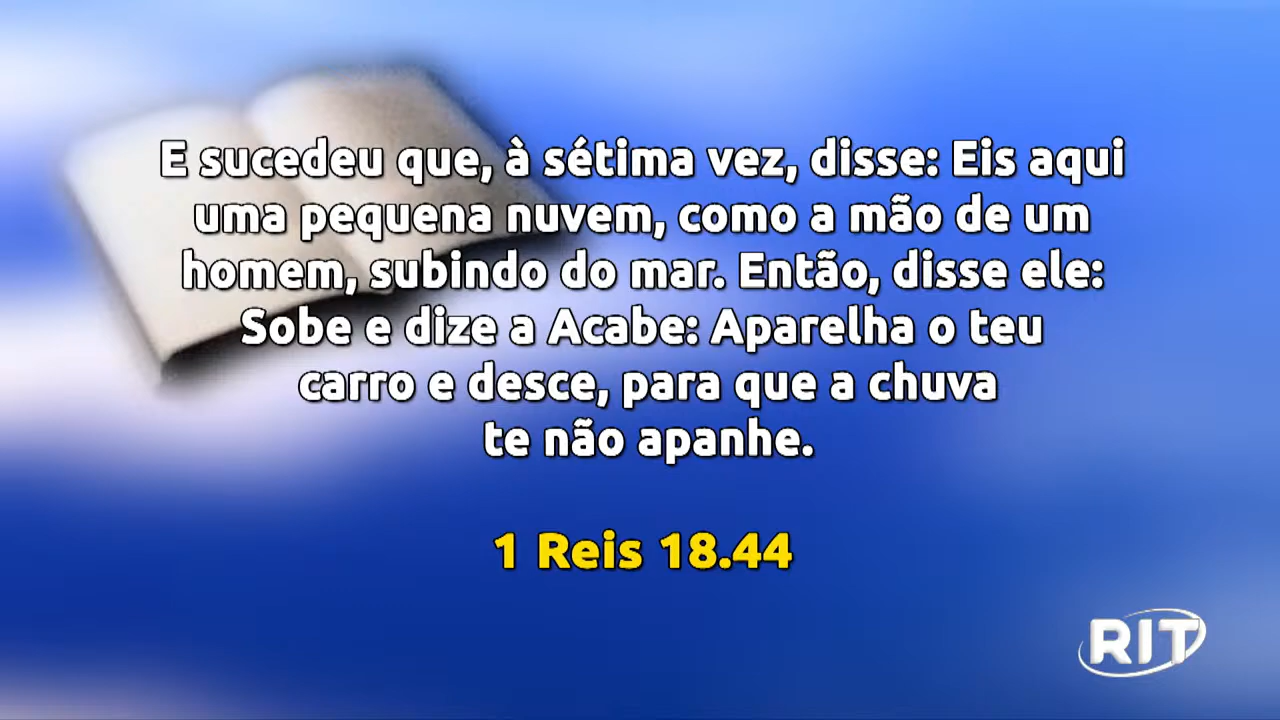 E sucedeu que, à sétima vez, disse: Eis aqui
uma pequena nuvem, como a mão de um
homem, subindo do mar. Então, disse ele:
Sobe e dize a Acabe: Aparelha o teu
carro e desce, para que a chuva
te não apanhe.
1 Reis 18.44
RIT